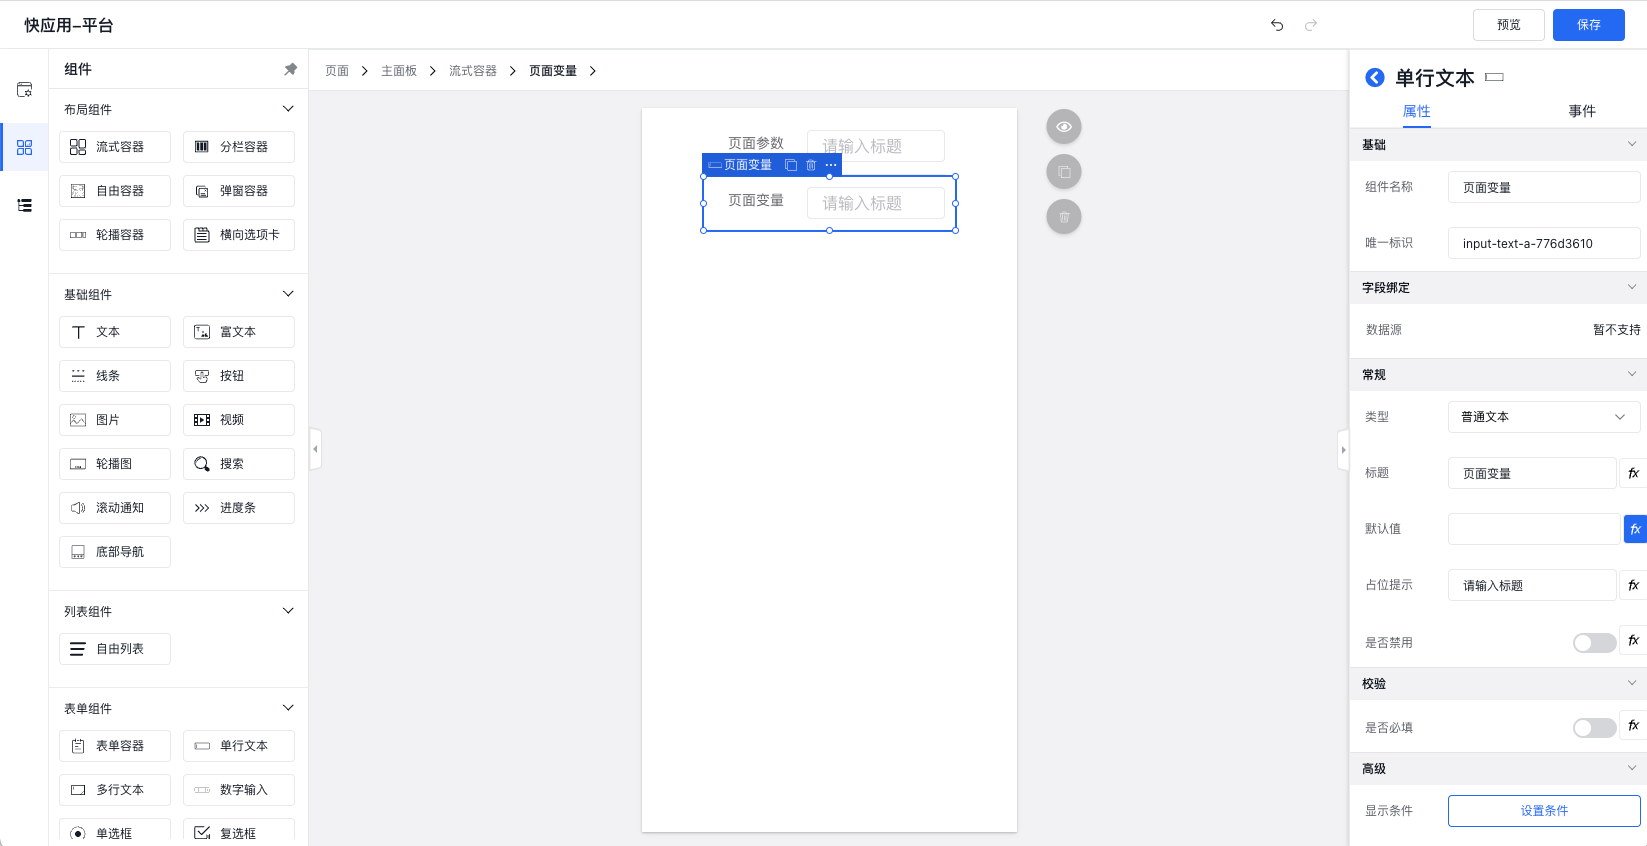 快应用-平台
预览
保存
组件
布局组件
流式容器
分栏容器
自由容器
弹窗容器
轮播容器
横向选项卡
基础组件
文本
富文本
线条
按钮
图片
视频
轮播图
搜索
滚动通知
进度条
底部导航
列表组件
自由列表
表单组件
表单容器
单行文本
多行文本
数字输入
单选框
复选框
页面 > 主面板 > 流式容器 > 页面变量 >
页面参数
请输入标题
页面变量
页面变量
请输入标题
单行文本
属性
事件
基础
组件名称
页面变量
唯一标识
input-text-a-776d3610
字段绑定
数据源
暂不支持
常规
类型
普通文本
标题
页面变量
fx
默认值
fx
占位提示
请输入标题
fx
是否禁用
fx
校验
是否必填
fx
高级
显示条件
设置条件